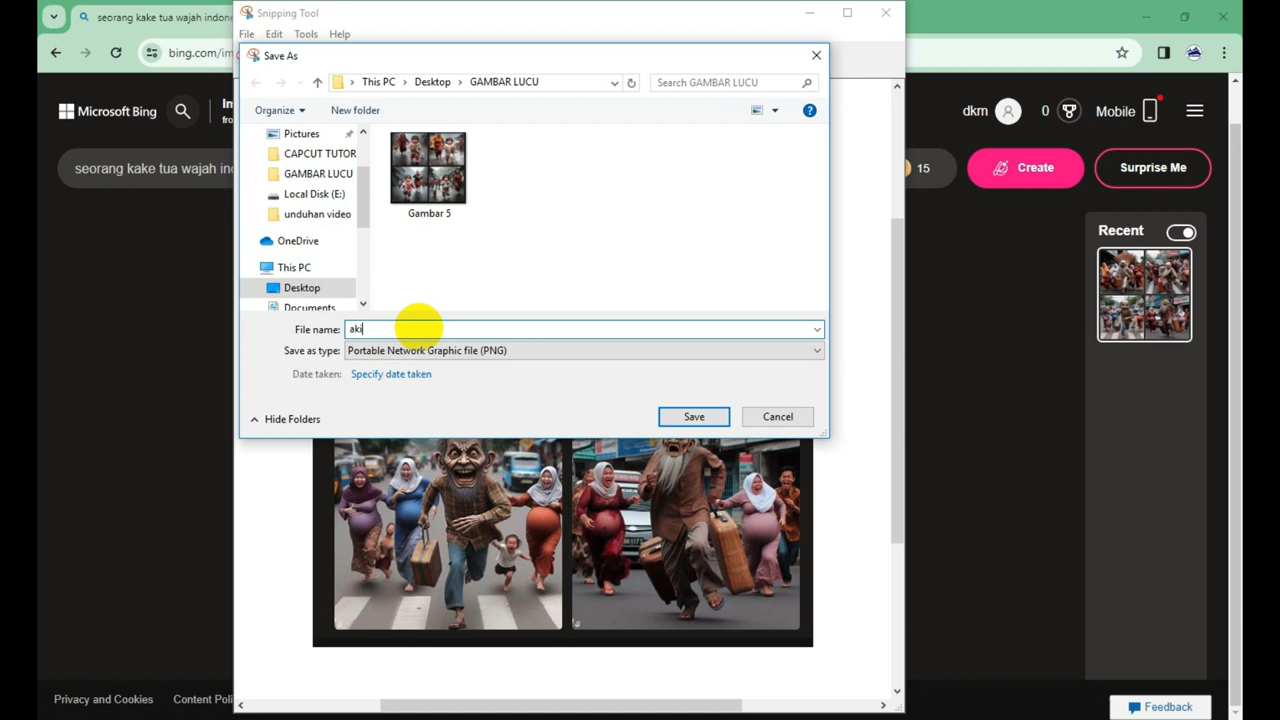 seorang kake tua wajah indone
Snipping Tool
File Edit Tools Help
bing.com/im
Save As
This PC > Desktop > GAMBAR LUCU
Search GAMBAR LUCU
Organize
New folder
Microsoft Bing
dkm
0
Mobile
Pictures
CAPCUT TUTOR
GAMBAR LUCU
Local Disk (E:)
unduhan video
OneDrive
This PC
Desktop
Documents
Gambar 5
seorang kake tua wajah in
15
Create
Surprise Me
Recent
File name: aki
Save as type: Portable Network Graphic file (PNG)
Date taken: Specify date taken
Hide Folders
Save
Cancel
Privacy and Cookies
Content Poli
Feedback